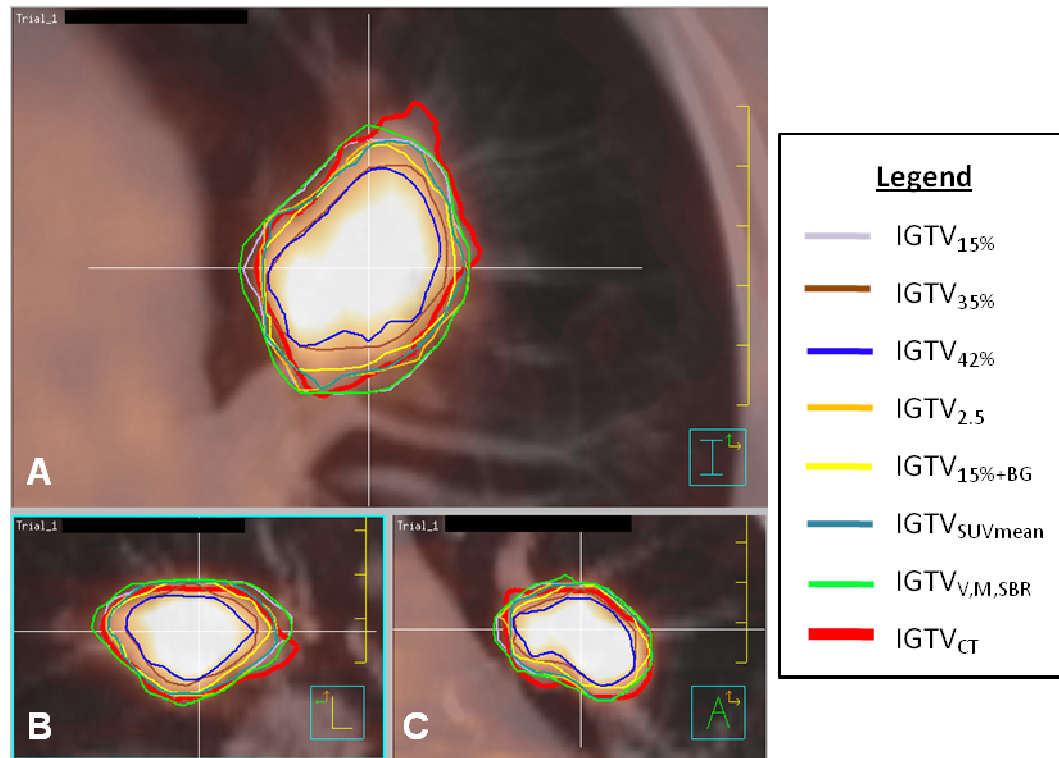 Trial_1
A
I
Trial_1
B
L
Trial_1
C
A
Legend
IGTV15%
IGTV35%
IGTV42%
IGTV2.5
IGTV15%+BG
IGTVSUVmean
IGTVV,M,SBR
IGTVCT